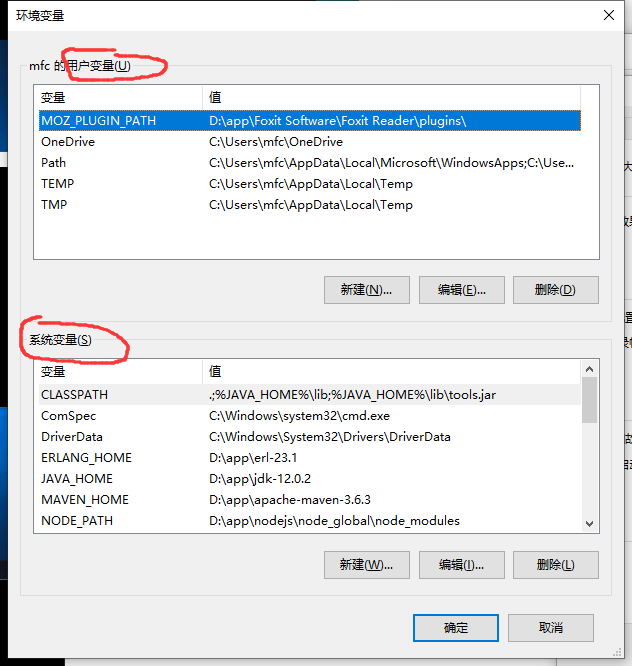 环境变量
mfc 的用户变量(U)
变量 值
MOZ_PLUGIN_PATH D:\app\Foxit Software\Foxit Reader\plugins\
OneDrive C:\Users\mfc\OneDrive
Path C:\Users\mfc\AppData\Local\Microsoft\WindowsApps;C:\Use...
TEMP C:\Users\mfc\AppData\Local\Temp
TMP C:\Users\mfc\AppData\Local\Temp
新建(N)... 编辑(E)... 删除(D)
系统变量(S)
变量 值
CLASSPATH .;%JAVA_HOME%\lib;%JAVA_HOME%\lib\tools.jar
ComSpec C:\Windows\system32\cmd.exe
DriverData C:\Windows\System32\Drivers\DriverData
ERLANG_HOME D:\app\erl-23.1
JAVA_HOME D:\app\jdk-12.0.2
MAVEN_HOME D:\app\apache-maven-3.6.3
NODE_PATH D:\app\nodejs\node_global\node_modules
新建(W)... 编辑(I)... 删除(L)
确定 取消